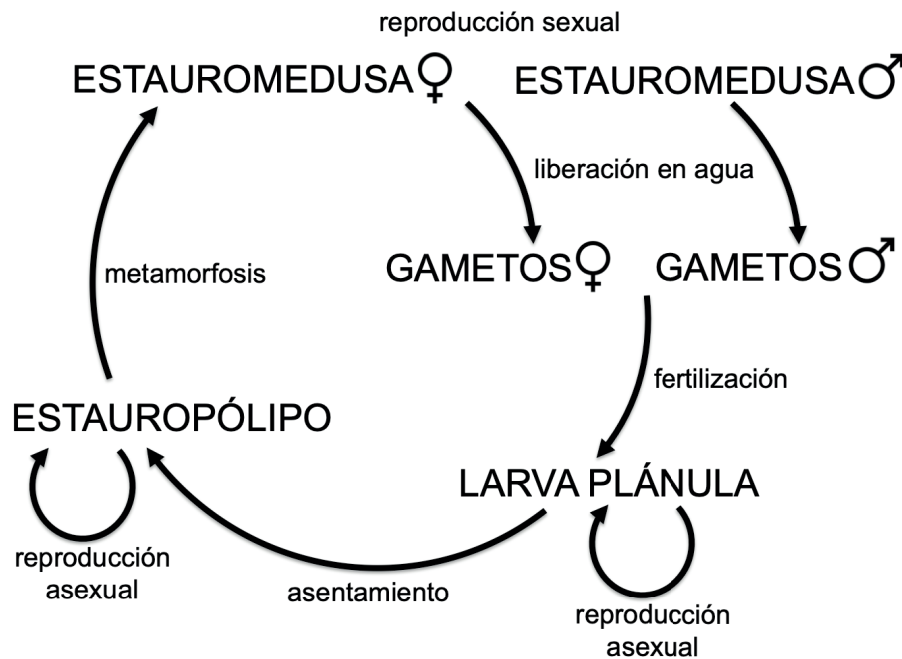 reproducción sexual
ESTAUROMEDUSA♀ ESTAUROMEDUSA♂
liberación en agua
GAMETOS♀ GAMETOS♂
metamorfosis
fertilización
ESTAUROPÓLIPO
LARVA PLÁNULA
reproducción
asexual
asentamiento
reproducción
asexual